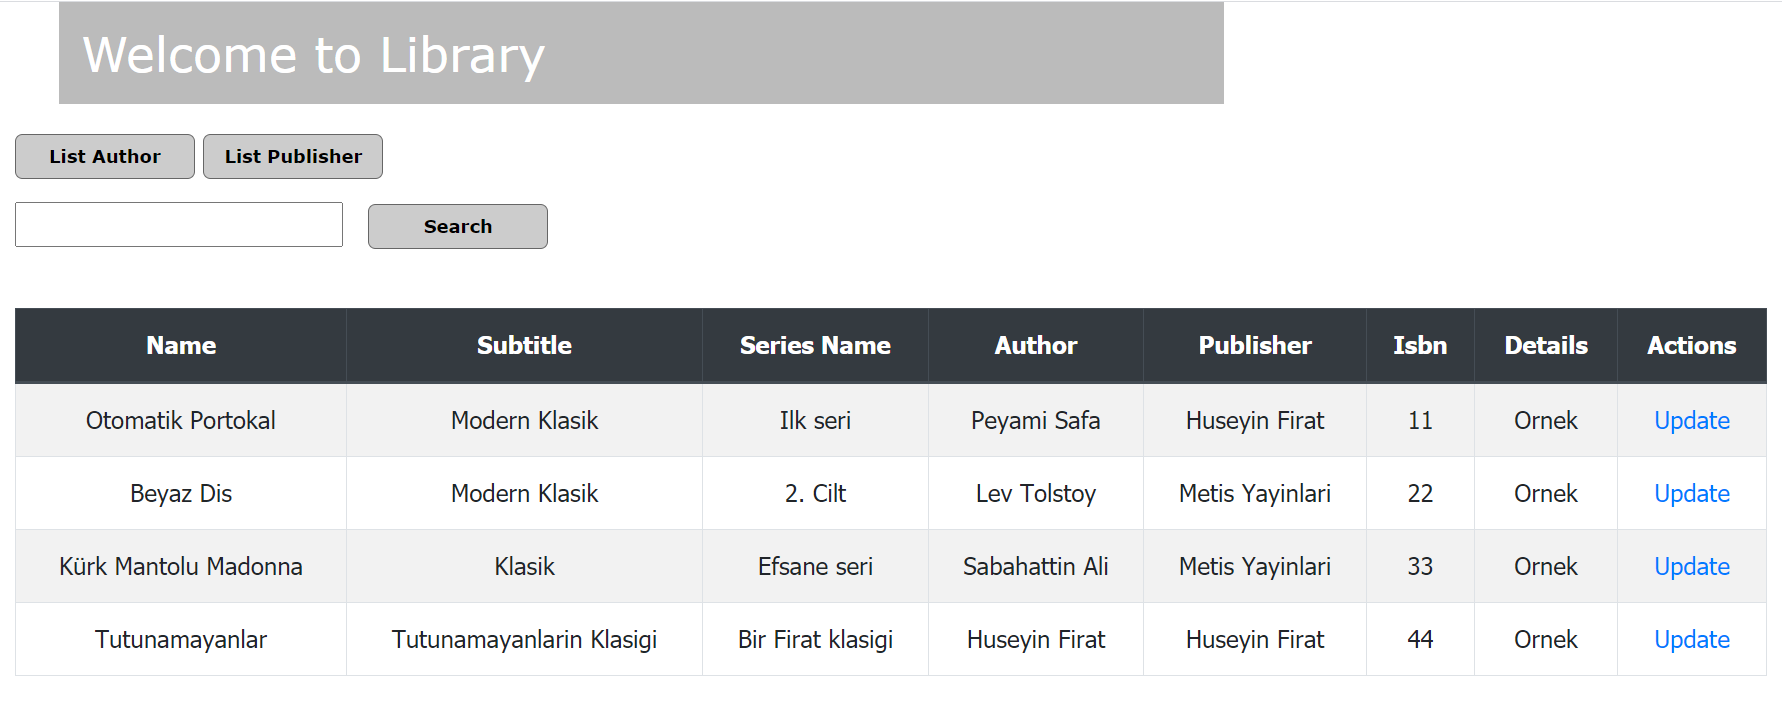 Welcome to Library
List Author List Publisher
Search
Name Subtitle Series Name Author Publisher Isbn Details Actions
Otomatik Portokal Modern Klasik Ilk seri Peyami Safa Huseyin Firat 11 Ornek Update
Beyaz Dis Modern Klasik 2. Cilt Lev Tolstoy Metis Yayinlari 22 Ornek Update
Kürk Mantolu Madonna Klasik Efsane seri Sabahattin Ali Metis Yayinlari 33 Ornek Update
Tutunamayanlar Tutunamayanlarin Klasigi Bir Firat klasigi Huseyin Firat Huseyin Firat 44 Ornek Update